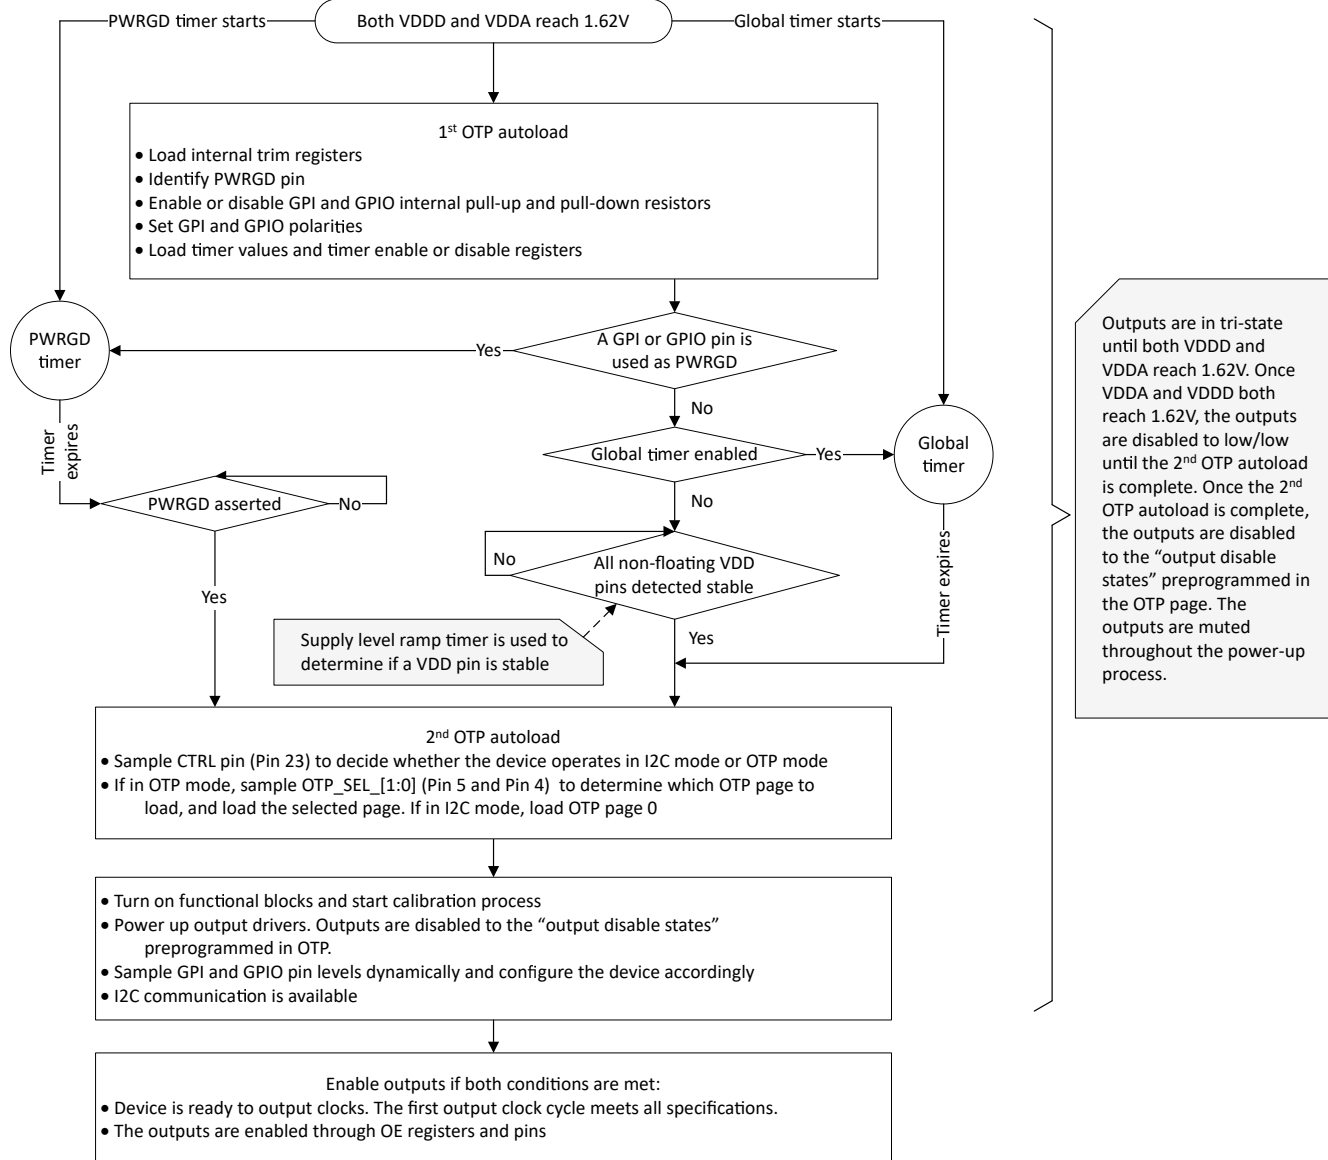 PWRGD timer starts
Both VDDD and VDDA reach 1.62V
Global timer starts
1st OTP autoload
• Load internal trim registers
• Identify PWRGD pin
• Enable or disable GPI and GPIO internal pull-up and pull-down resistors
• Set GPI and GPIO polarities
• Load timer values and timer enable or disable registers
PWRGD
timer
Yes
A GPI or GPIO pin is
used as PWRGD
No
Global timer enabled
Yes
Global
timer
Timer
expires
PWRGD asserted
No
No
No
All non-floating VDD
pins detected stable
Timer expires
Yes
Supply level ramp timer is used to
determine if a VDD pin is stable
Yes
2nd OTP autoload
• Sample CTRL pin (Pin 23) to decide whether the device operates in I2C mode or OTP mode
• If in OTP mode, sample OTP_SEL_[1:0] (Pin 5 and Pin 4) to determine which OTP page to
load, and load the selected page. If in I2C mode, load OTP page 0
• Turn on functional blocks and start calibration process
• Power up output drivers. Outputs are disabled to the “output disable states”
preprogrammed in OTP.
• Sample GPI and GPIO pin levels dynamically and configure the device accordingly
• I2C communication is available
Enable outputs if both conditions are met:
• Device is ready to output clocks. The first output clock cycle meets all specifications.
• The outputs are enabled through OE registers and pins
Outputs are in tri-state
until both VDDD and
VDDA reach 1.62V. Once
VDDA and VDDD both
reach 1.62V, the outputs
are disabled to low/low
until the 2nd OTP autoload
is complete. Once the 2nd
OTP autoload is complete,
the outputs are disabled
to the “output disable
states” preprogrammed in
the OTP page. The
outputs are muted
throughout the power-up
process.